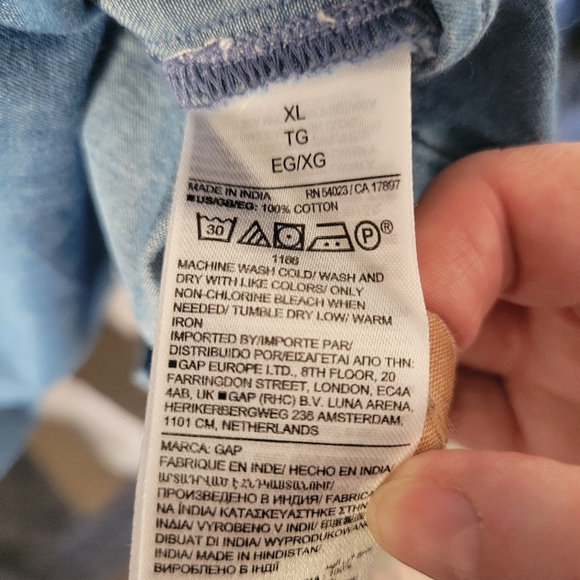 XL
TG
EG/XG
MADE IN INDIA RN 54023 / CA 17897
■US/GB/EG: 100% COTTON
30 P®
1166
MACHINE WASH COLD/ WASH AND
DRY WITH LIKE COLORS/ ONLY
NON-CHLORINE BLEACH WHEN
NEEDED/ TUMBLE DRY LOW/ WARM
IRON
IMPORTED BY/IMPORTE PAR/
DISTRIBUIDO POR/ΕΙΣΑΓΕΤΑΙ ΑΠΟ ΤΗΝ:
■GAP EUROPE LTD., 8TH FLOOR, 20
FARRINGDON STREET, LONDON, EC4A
4AB, UK ■GAP (RHC) B.V. LUNA ARENA,
HERIKERBERGWEG 238 AMSTERDAM,
1101 CM, NETHERLANDS
MARCA: GAP
FABRIQUE EN INDE/ HECHO EN INDIA/
ПРОИЗВЕДЕНО В ИНДИЯ/ FABRICA
NA ÍNDIA/ ΚΑΤΑΣΚΕΥΑΣΤΗΚΕ ΣΤΗΝ
ΙΝΔΙΑ/ VYROBENO V INDII/
DIBUAT DI INDIA/ WYPRODUKOWANO
INDIA/ MADE IN HINDISTAN/
ВИРОБЛЕНО В ІНДІЇ